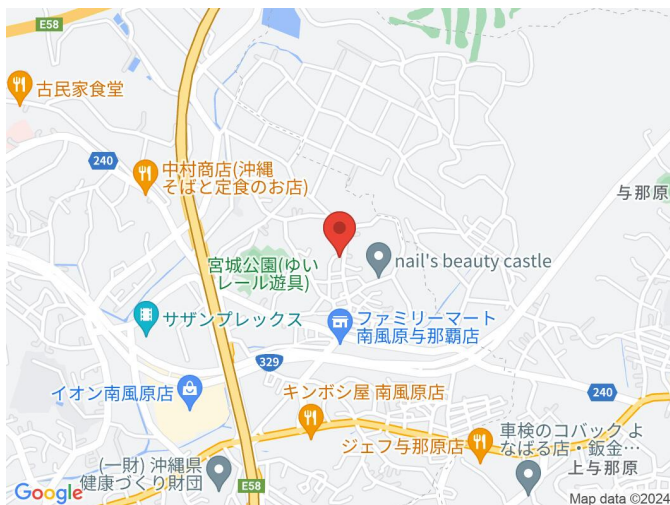 E58
古民家食堂
240
中村商店(沖縄
そばと定食のお店)
与那原
宮城公園(ゆい
レール遊具)
nail's beauty castle
サザンプレックス
ファミリーマート
南風原与那覇店
329
イオン南風原店
キンボシ屋 南風原店
240
ジェフ与那原店
車検のコバック よ
なばる店・鈑金…
上与那原
(一財) 沖縄県
健康づくり財団
E58
Google
Map data ©2024